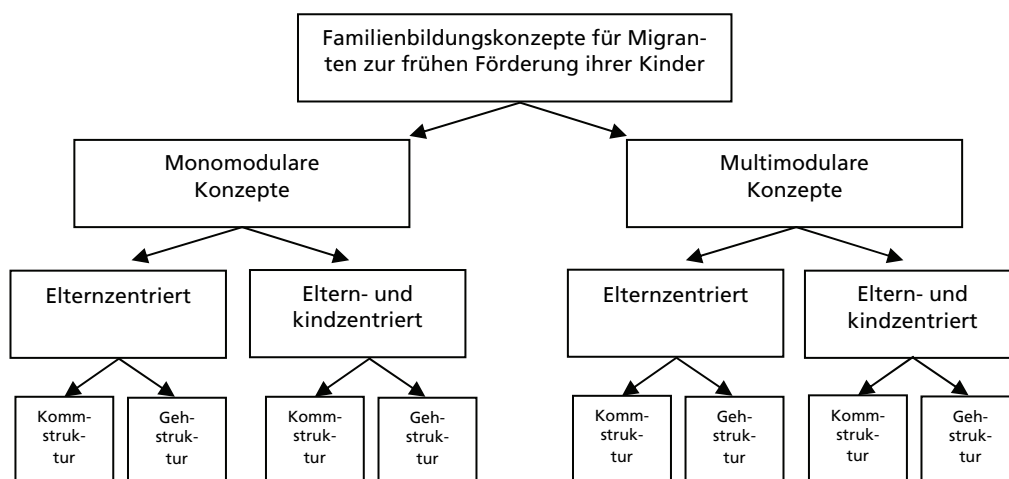 Familienbildungskonzepte für Migran-
ten zur frühen Förderung ihrer Kinder
Monomodulare
Konzepte
Multimodulare
Konzepte
Elternzentriert
Eltern- und
kindzentriert
Elternzentriert
Eltern- und
kindzentriert
Komm-
struk-
tur
Geh-
struk-
tur
Komm-
struk-
tur
Geh-
struk-
tur
Komm-
struk-
tur
Geh-
struk-
tur
Komm-
struk-
tur
Geh-
struk-
tur